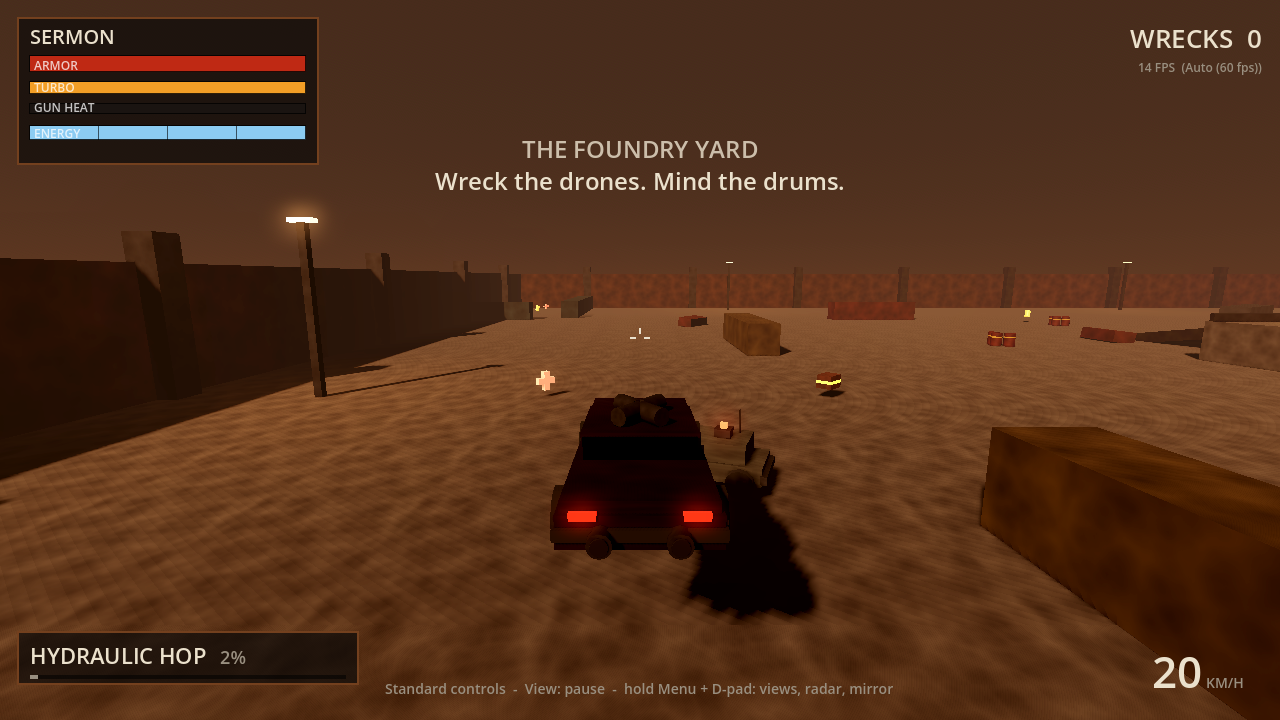 SERMON
ARMOR
TURBO
GUN HEAT
ENERGY
WRECKS 0
14 FPS (Auto (60 fps))
THE FOUNDRY YARD
Wreck the drones. Mind the drums.
HYDRAULIC HOP 2%
Standard controls - View: pause - hold Menu + D-pad: views, radar, mirror
20 KM/H